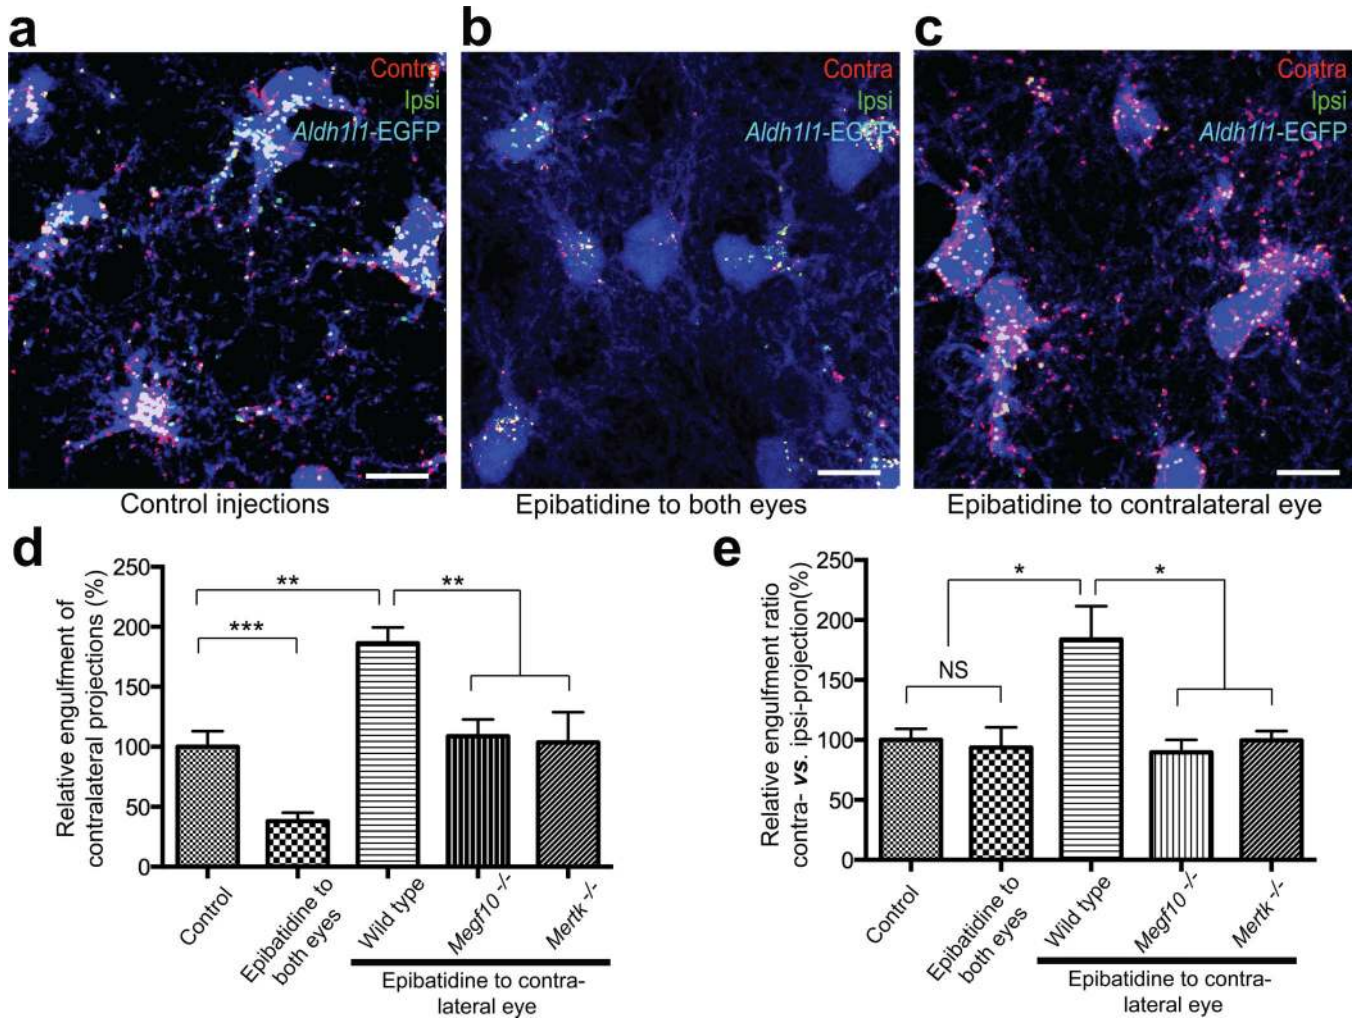 a
Contra
Ipsi
Aldh1l1-EGFP
Control injections
b
Contra
Ipsi
Aldh1l1-EGFP
Epibatidine to both eyes
c
Contra
Ipsi
Aldh1l1-EGFP
Epibatidine to contralateral eye
d
Relative engulfment of
contralateral projections (%)
250
200
150
100
50
0
**
**
***
Control
Epibatidine to
both eyes
Wild type
Megf10 -/-
Mertk -/-
Epibatidine to contra-
lateral eye
e
Relative engulfment ratio
contra- vs. ipsi-projection(%)
250
200
150
100
50
0
*
*
NS
Control
Epibatidine to
both eyes
Wild type
Megf10 -/-
Mertk -/-
Epibatidine to contra-
lateral eye